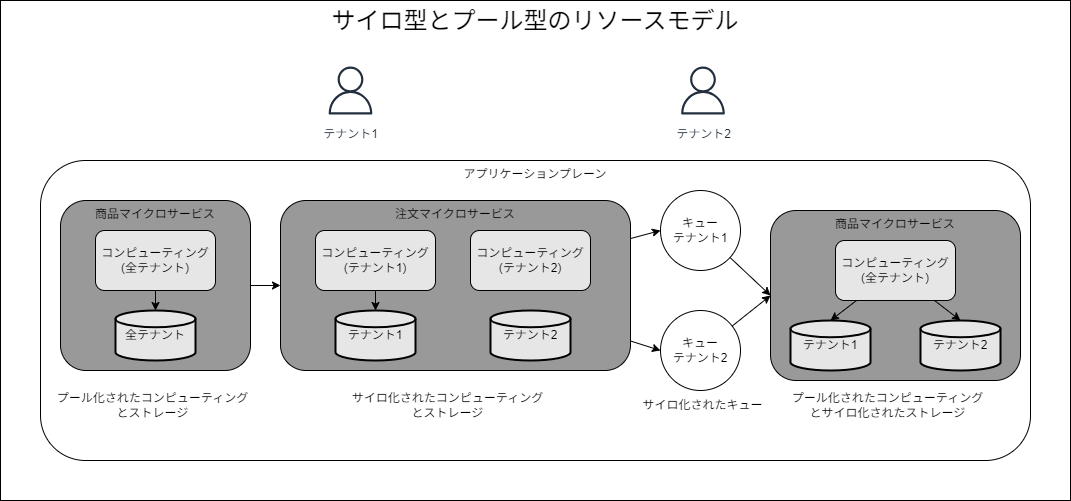 サイロ型とプール型のリソースモデル
テナント1
テナント2
アプリケーションプレーン
商品マイクロサービス
コンピューティング
(全テナント)
全テナント
プール化されたコンピューティング
とストレージ
注文マイクロサービス
コンピューティング
(テナント1)
コンピューティング
(テナント2)
テナント1
テナント2
サイロ化されたコンピューティング
とストレージ
キュー
テナント1
キュー
テナント2
サイロ化されたキュー
商品マイクロサービス
コンピューティング
(全テナント)
テナント1
テナント2
プール化されたコンピューティング
とサイロ化されたストレージ